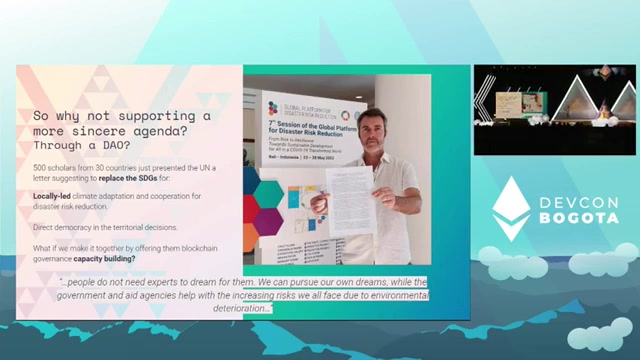 So why not supporting a
more sincere agenda?
Through a DAO?
500 scholars from 30 countries just presented the UN a
letter suggesting to replace the SDGs for:
Locally-led climate adaptation and cooperation for
disaster risk reduction.
Direct democracy in the territorial decisions.
What if we make it together by offering them blockchain
governance capacity building?
"...people do not need experts to dream for them. We can pursue our own dreams, while the
government and aid agencies help with the increasing risks we all face due to environmental
deterioration..."
GLOBAL PLATFORM FOR
DISASTER RISK REDUCTION
7th Session of the Global Platform
for Disaster Risk Reduction
From Risk to Resilience:
Towards Sustainable Development
for All in a COVID-19 Transformed World
Bali - Indonesia | 23 - 28 May 2022
DEVCON
BOGOTA